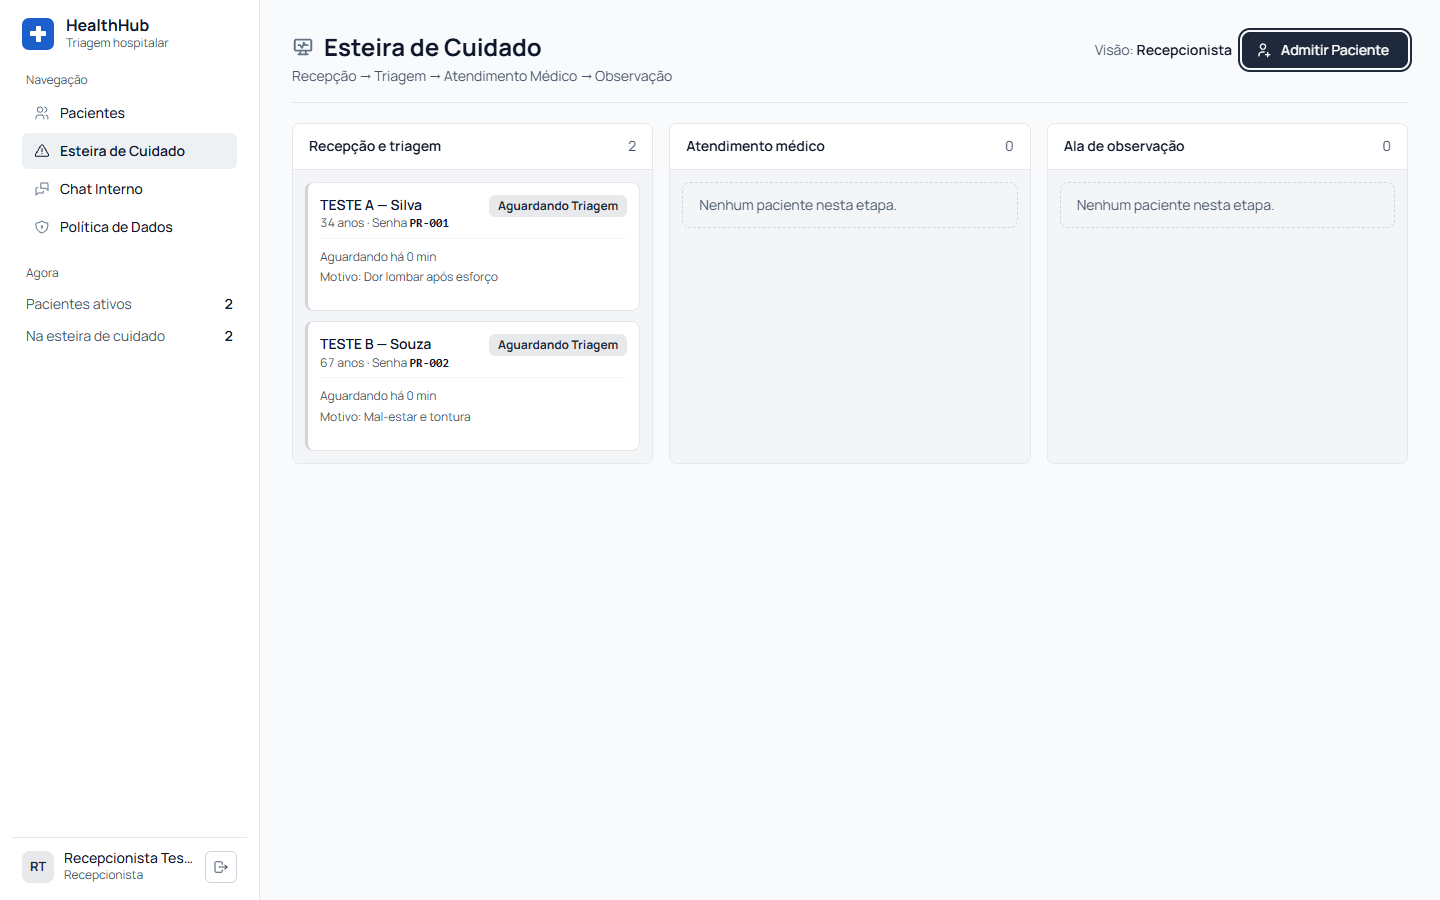 HealthHub
Triagem hospitalar
Navegação
Pacientes
Esteira de Cuidado
Chat Interno
Política de Dados
Agora
Pacientes ativos 2
Na esteira de cuidado 2
RT
Recepcionista Tes...
Recepcionista
Esteira de Cuidado
Recepção → Triagem → Atendimento Médico → Observação
Visão: Recepcionista
Admitir Paciente
Recepção e triagem 2
TESTE A — Silva
Aguardando Triagem
34 anos · Senha PR-001
Aguardando há 0 min
Motivo: Dor lombar após esforço
TESTE B — Souza
Aguardando Triagem
67 anos · Senha PR-002
Aguardando há 0 min
Motivo: Mal-estar e tontura
Atendimento médico 0
Nenhum paciente nesta etapa.
Ala de observação 0
Nenhum paciente nesta etapa.